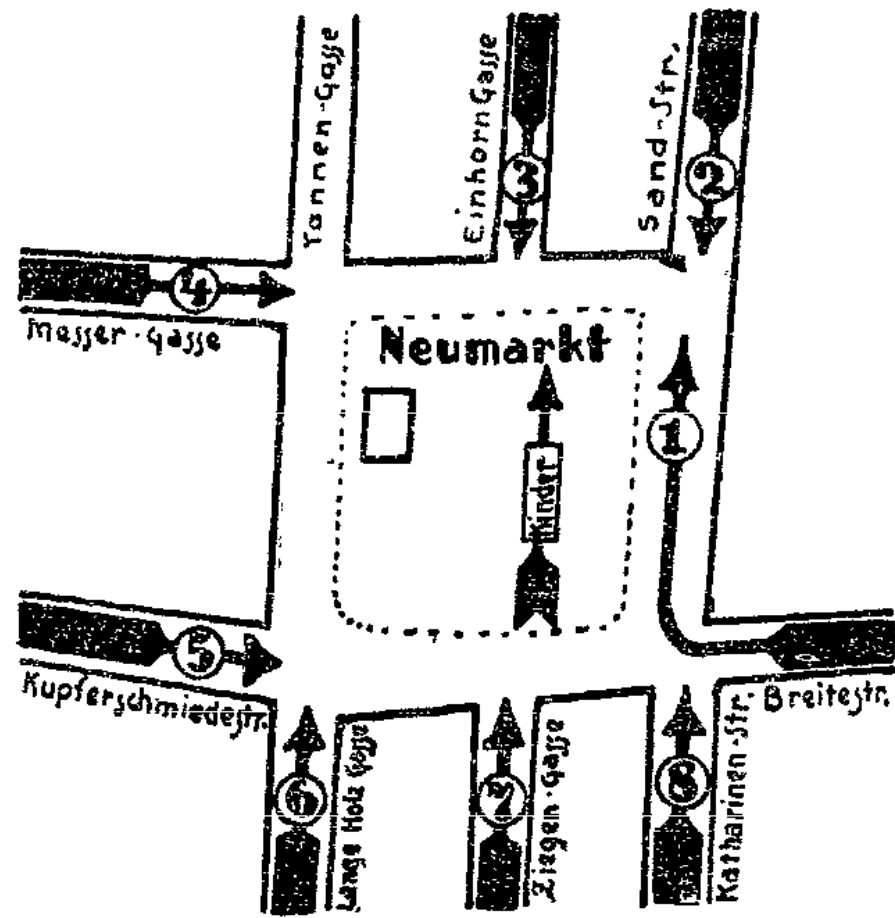 Tannen-Gasse
Einhorn Gasse
Sand-Str.
3
2
4
Messer-Gasse
Neumarkt
1
Kinder
5
Kupferschmiedestr.
Breitestr.
6
Lange Holz Gasse
7
Ziegen-Gasse
8
Katharinen-Str.